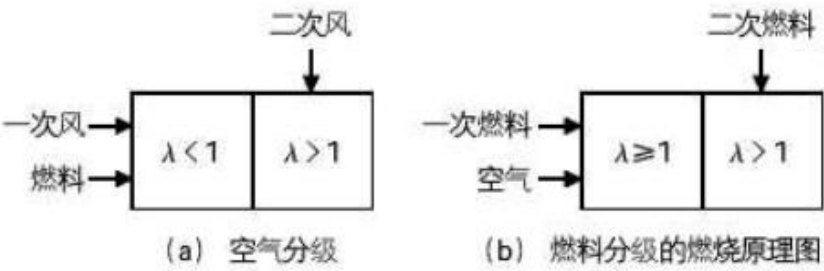 二次风
一次风
燃料
λ<1
λ>1
(a) 空气分级
二次燃料
一次燃料
空气
λ⩾1
λ>1
(b) 燃料分级的燃烧原理图